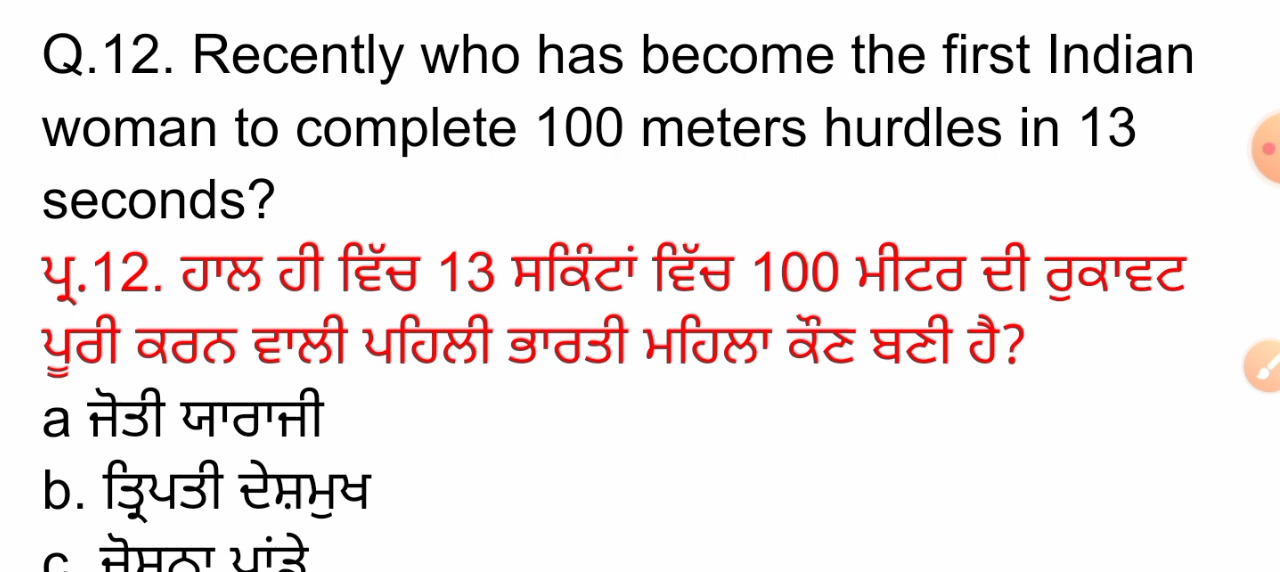 Q.12. Recently who has become the first Indian
woman to complete 100 meters hurdles in 13
seconds?
ਪ੍ਰ.12. ਹਾਲ ਹੀ ਵਿੱਚ 13 ਸਕਿੰਟਾਂ ਵਿੱਚ 100 ਮੀਟਰ ਦੀ ਰੁਕਾਵਟ
ਪੂਰੀ ਕਰਨ ਵਾਲੀ ਪਹਿਲੀ ਭਾਰਤੀ ਮਹਿਲਾ ਕੌਣ ਬਣੀ ਹੈ?
a ਜੋਤੀ ਯਾਰਾਜੀ
b. ਤ੍ਰਿਪਤੀ ਦੇਸ਼ਮੁਖ
c ਪਾਂਡੇ